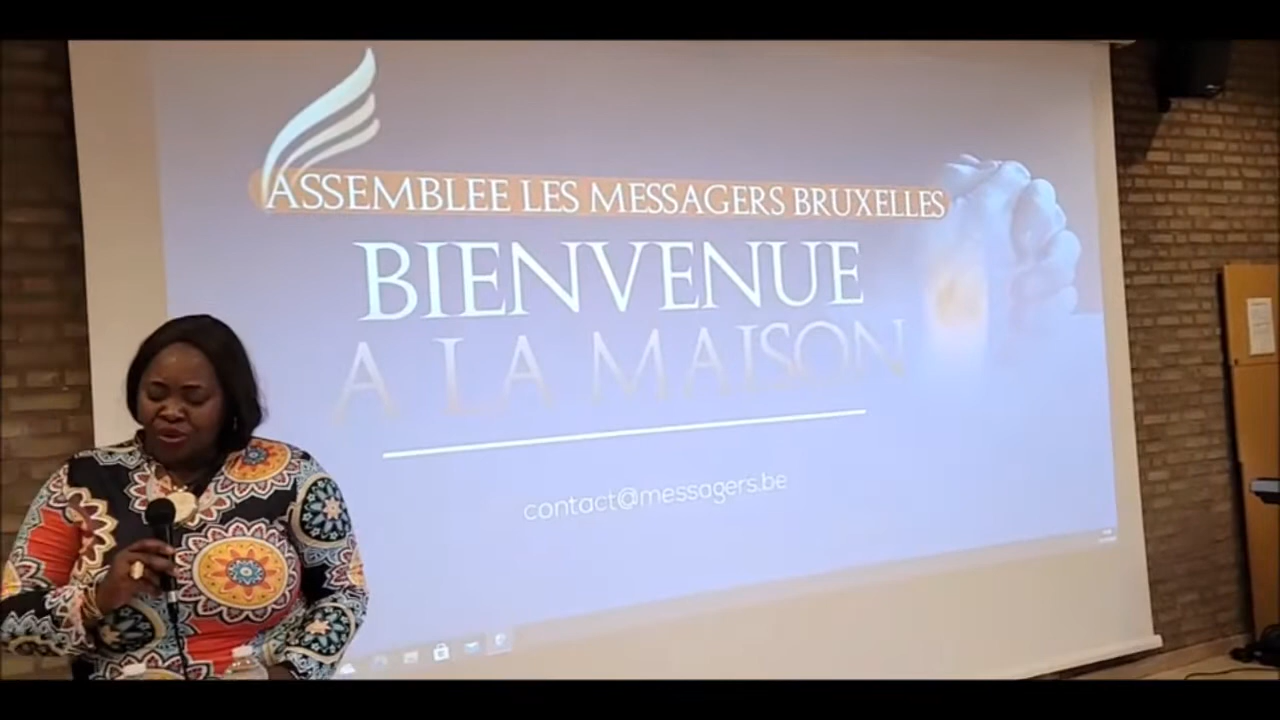 ASSEMBLEE LES MESSAGERS BRUXELLES
BIENVENUE
A LA MAISON
contact@messagers.be